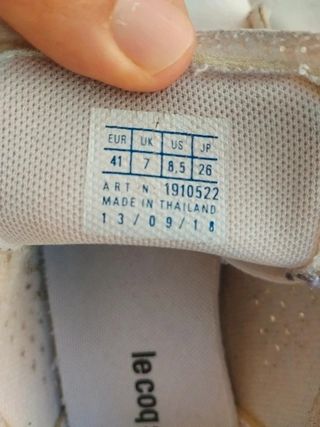 EUR UK US JP
41 7 8.5 26
ART N. 1910522
MADE IN THAILAND
13/09/18
le coq